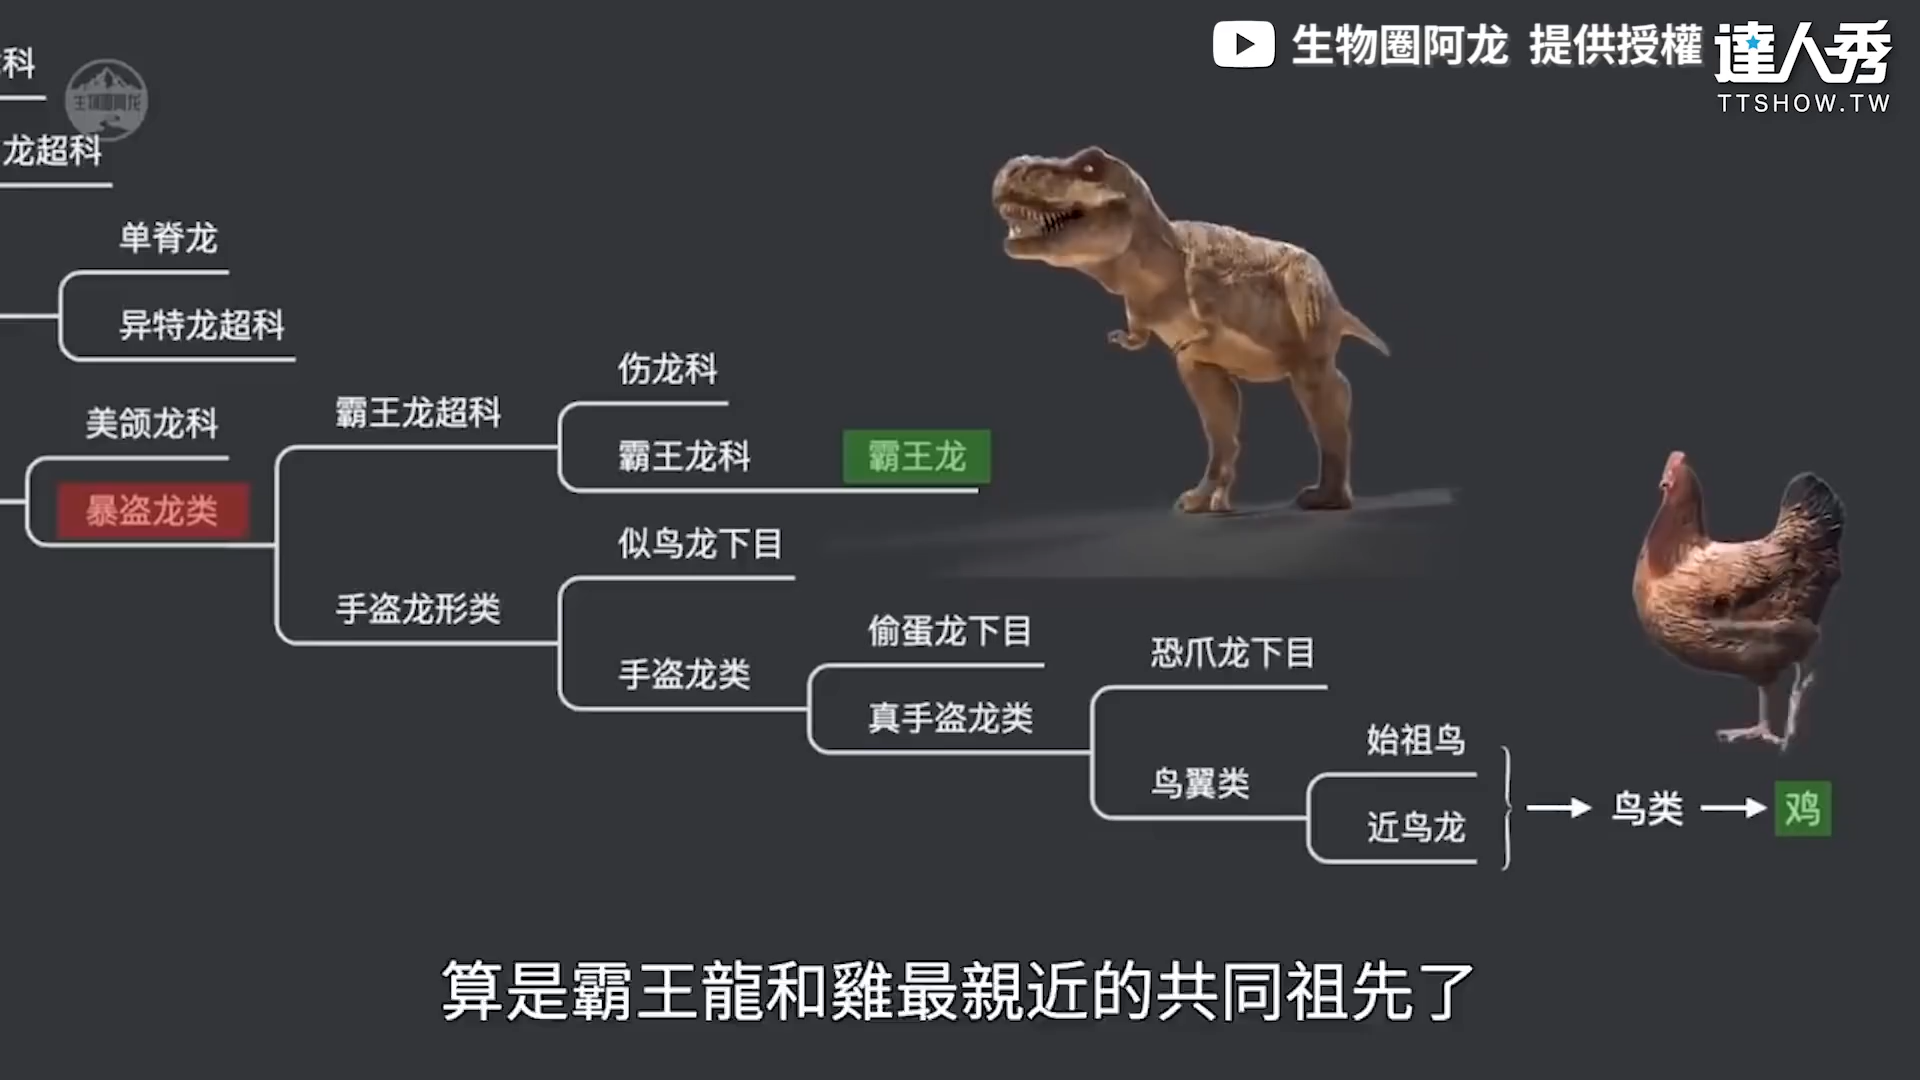 生物圈阿龙 提供授權
達人秀
TTSHOW.TW
科
生物圈阿龙
龙超科
单脊龙
异特龙超科
美颌龙科
暴盗龙类
霸王龙超科
伤龙科
霸王龙科
霸王龙
手盗龙形类
似鸟龙下目
手盗龙类
偷蛋龙下目
真手盗龙类
恐爪龙下目
鸟翼类
始祖鸟
近鸟龙
鸟类
鸡
算是霸王龍和雞最親近的共同祖先了